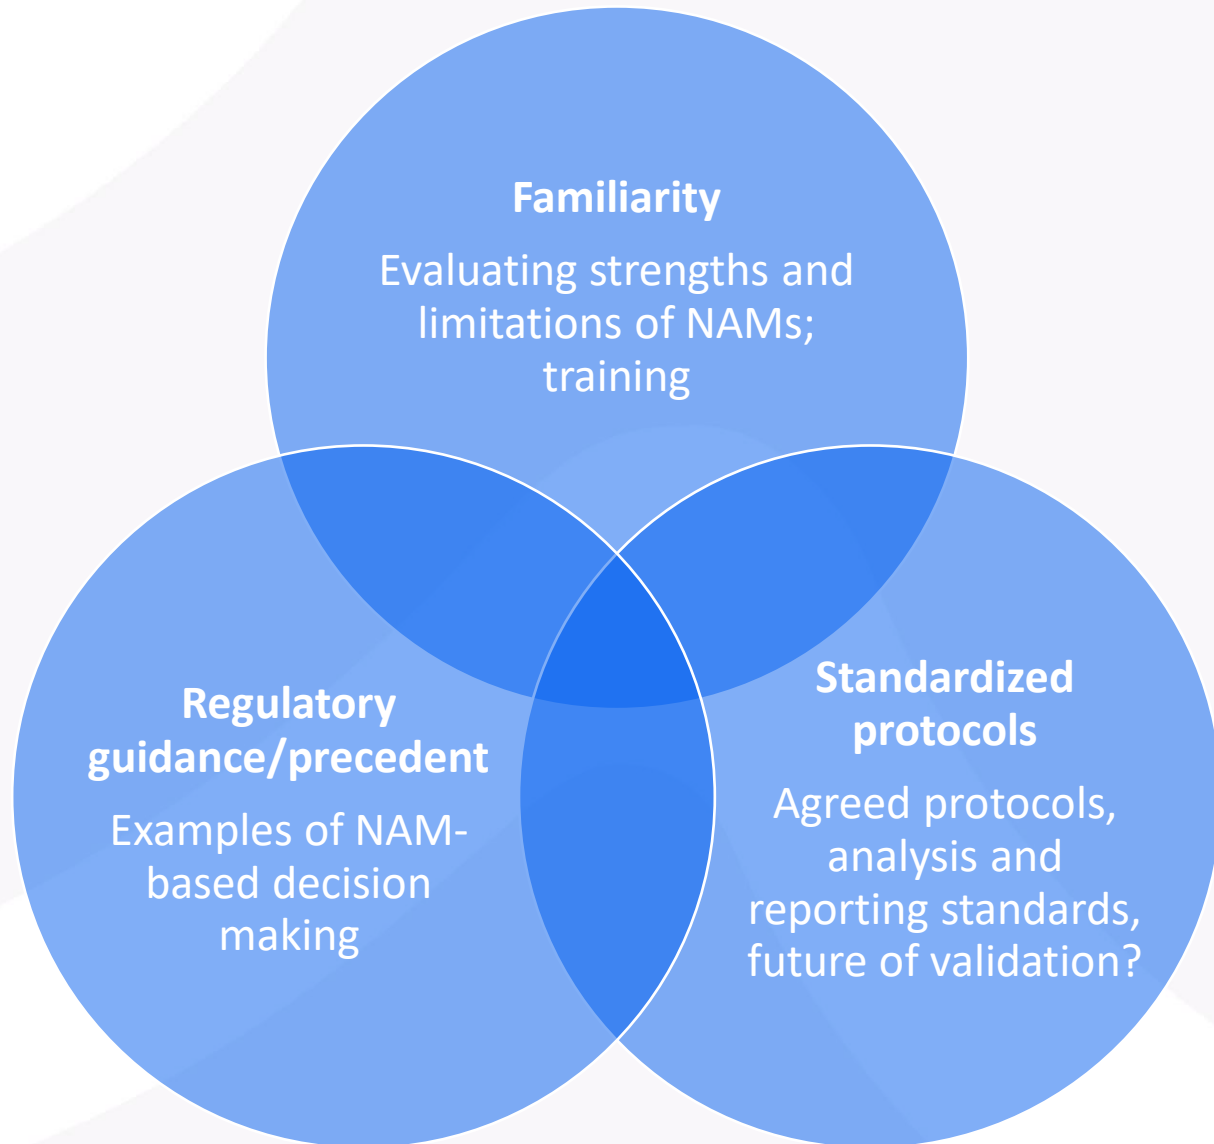 Familiarity
Evaluating strengths and
limitations of NAMs;
training
Regulatory
guidance/precedent
Examples of NAM-
based decision
making
Standardized
protocols
Agreed protocols,
analysis and
reporting standards,
future of validation?